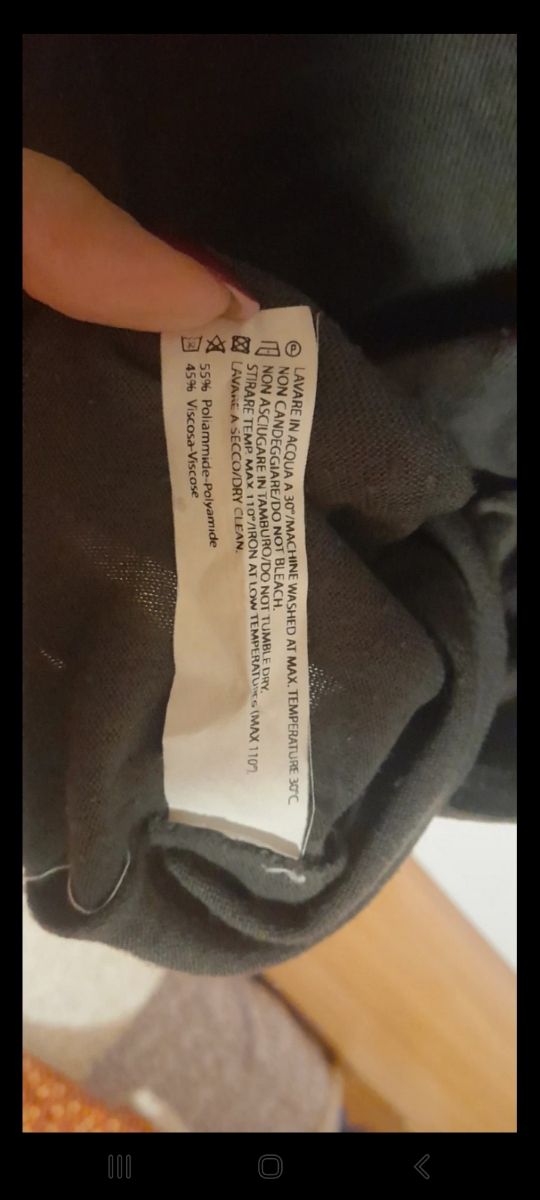 LAVARE IN ACQUA A 30°/MACHINE WASHED AT MAX. TEMPERATURE 30°C
NON CANDEGGIARE/DO NOT BLEACH.
NON ASCIUGARE IN TAMBURO/DO NOT TUMBLE DRY.
STIRARE TEMP. MAX 110°/IRON AT LOW TEMPERATURES (MAX 110°).
LAVARE A SECCO/DRY CLEAN.
55% Poliammide-Polyamide
45% Viscosa-Viscose